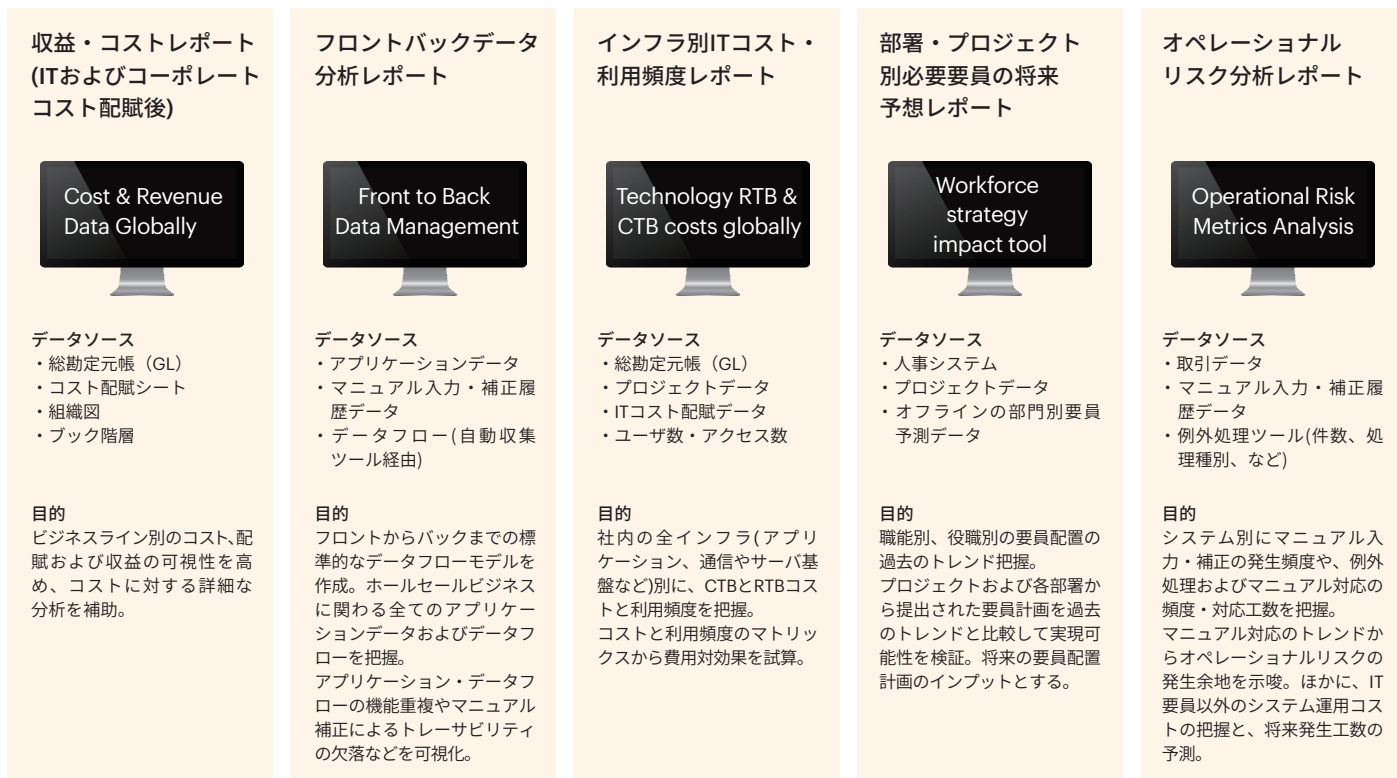 収益・コストレポート
(ITおよびコーポレート
コスト配賦後)
Cost & Revenue
Data Globally
データソース
・総勘定元帳（GL）
・コスト配賦シート
・組織図
・ブック階層
目的
ビジネスライン別のコスト、配
賦および収益の可視性を高
め、コストに対する詳細な
分析を補助。
フロントバックデータ
分析レポート
Front to Back
Data Management
データソース
・アプリケーションデータ
・マニュアル入力・補正履
歴データ
・データフロー(自動収集
ツール経由)
目的
フロントからバックまでの標
準的なデータフローモデルを
作成。ホールセールビジネス
に関わる全てのアプリケー
ションデータおよびデータフ
ローを把握。
アプリケーション・データフ
ローの機能重複やマニュアル
補正によるトレーサビリティ
の欠落などを可視化。
インフラ別ITコスト・
利用頻度レポート
Technology RTB &
CTB costs globally
データソース
・総勘定元帳（GL）
・プロジェクトデータ
・ITコスト配賦データ
・ユーザ数・アクセス数
目的
社内の全インフラ(アプリ
ケーション、通信やサーバ基
盤など)別に、CTBとRTBコス
トと利用頻度を把握。
コストと利用頻度のマトリッ
クスから費用対効果を試算。
部署・プロジェクト
別必要要員の将来
予想レポート
Workforce
strategy
impact tool
データソース
・人事システム
・プロジェクトデータ
・オフラインの部門別要員
予測データ
目的
職能別、役職別の要員配置の
過去のトレンド把握。
プロジェクトおよび各部署か
ら提出された要員計画を過去
のトレンドと比較して実現可
能性を検証。将来の要員配置
計画のインプットとする。
オペレーショナル
リスク分析レポート
Operational Risk
Metrics Analysis
データソース
・取引データ
・マニュアル入力・補正履
歴データ
・例外処理ツール(件数、処
理種別、など)
目的
システム別にマニュアル入
力・補正の発生頻度や、例外
処理およびマニュアル対応の
頻度・対応工数を把握。
マニュアル対応のトレンドか
らオペレーショナルリスクの
発生余地を示唆。ほかに、IT
要員以外のシステム運用コス
トの把握と、将来発生工数の
予測。